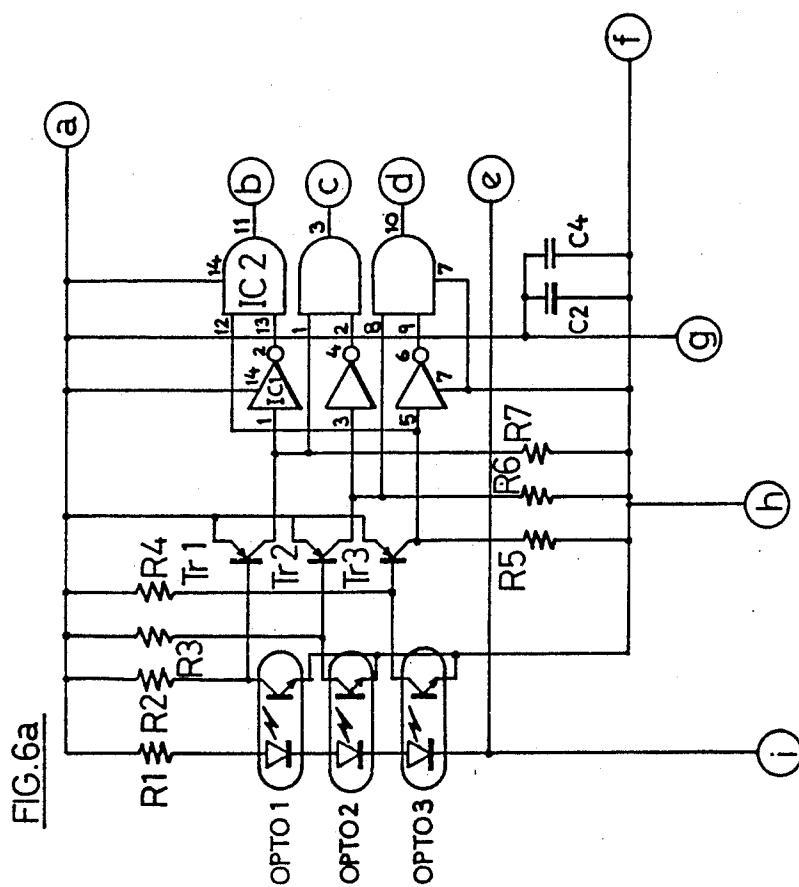 FIG.6a
a
R1
R2
R3
R4
Tr 1
Tr2
Tr3
OPTO 1
OPTO 2
OPTO 3
14
12
13
IC 2
11
b
14
1
IC1
2
1
2
3
c
3
4
8
9
10
d
7
5
6
7
e
R5
R6
R7
C2
C4
f
g
h
i